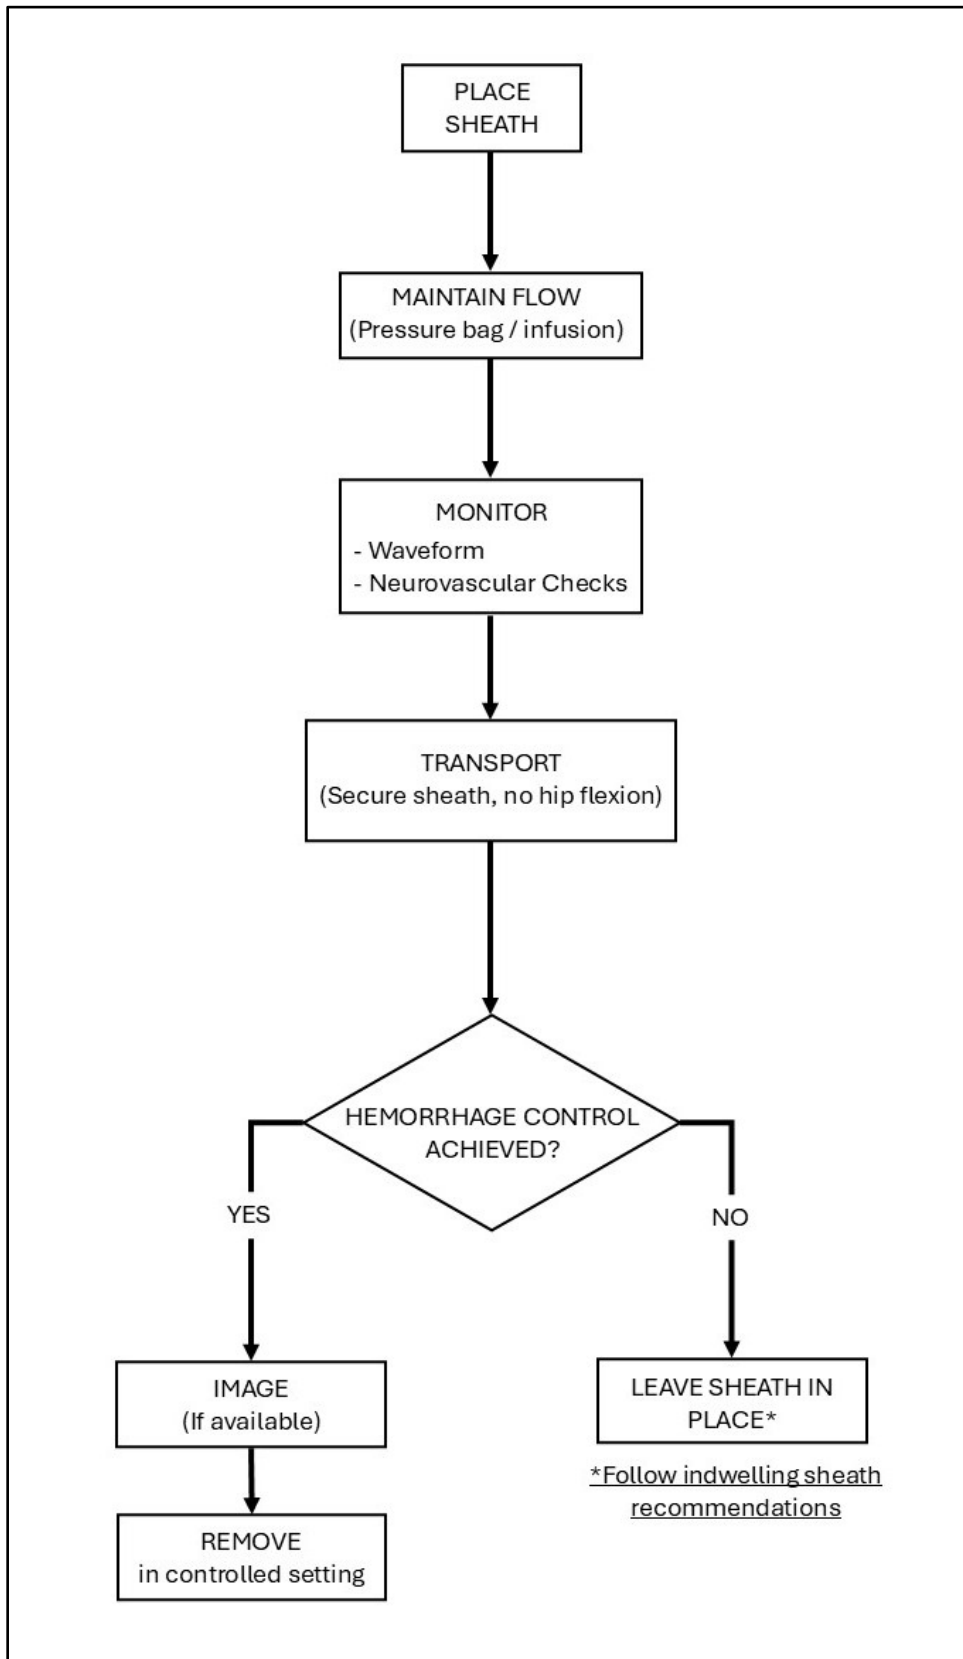 PLACE
SHEATH
MAINTAIN FLOW
(Pressure bag / infusion)
MONITOR
- Waveform
- Neurovascular Checks
TRANSPORT
(Secure sheath, no hip flexion)
HEMORRHAGE CONTROL
ACHIEVED?
YES
NO
IMAGE
(If available)
REMOVE
in controlled setting
LEAVE SHEATH IN
PLACE*
*Follow indwelling sheath
recommendations